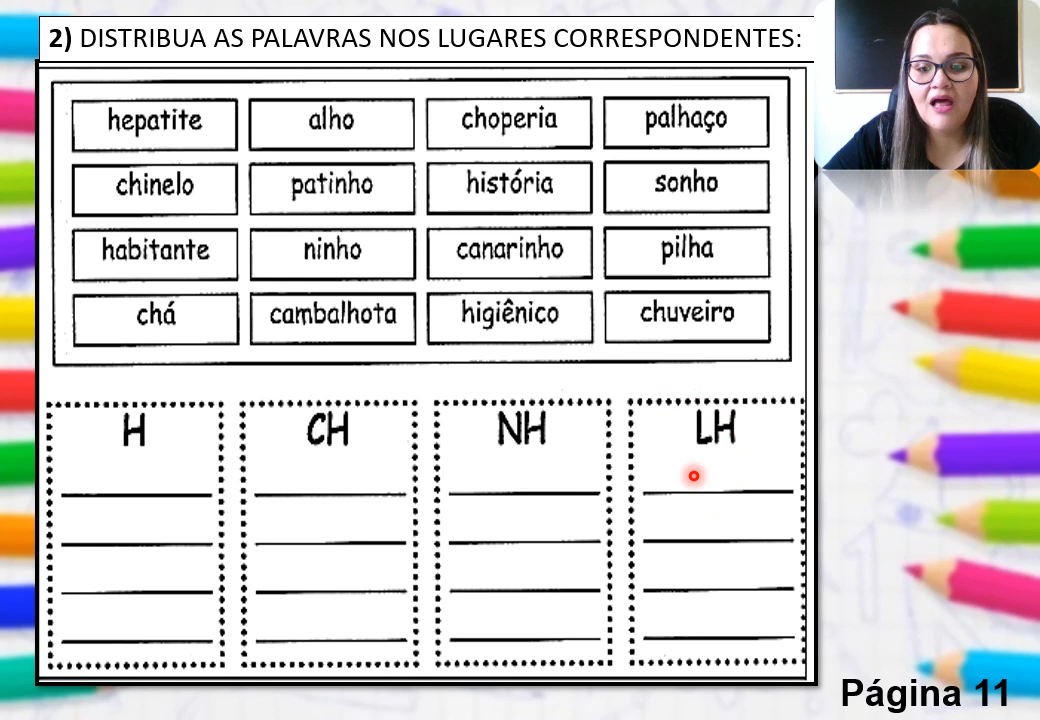 2) DISTRIBUA AS PALAVRAS NOS LUGARES CORRESPONDENTES:
hepatite alho choperia palhaço
chinelo patinho história sonho
habitante ninho canarinho pilha
chá cambalhota higiênico chuveiro
H CH NH LH
Página 11